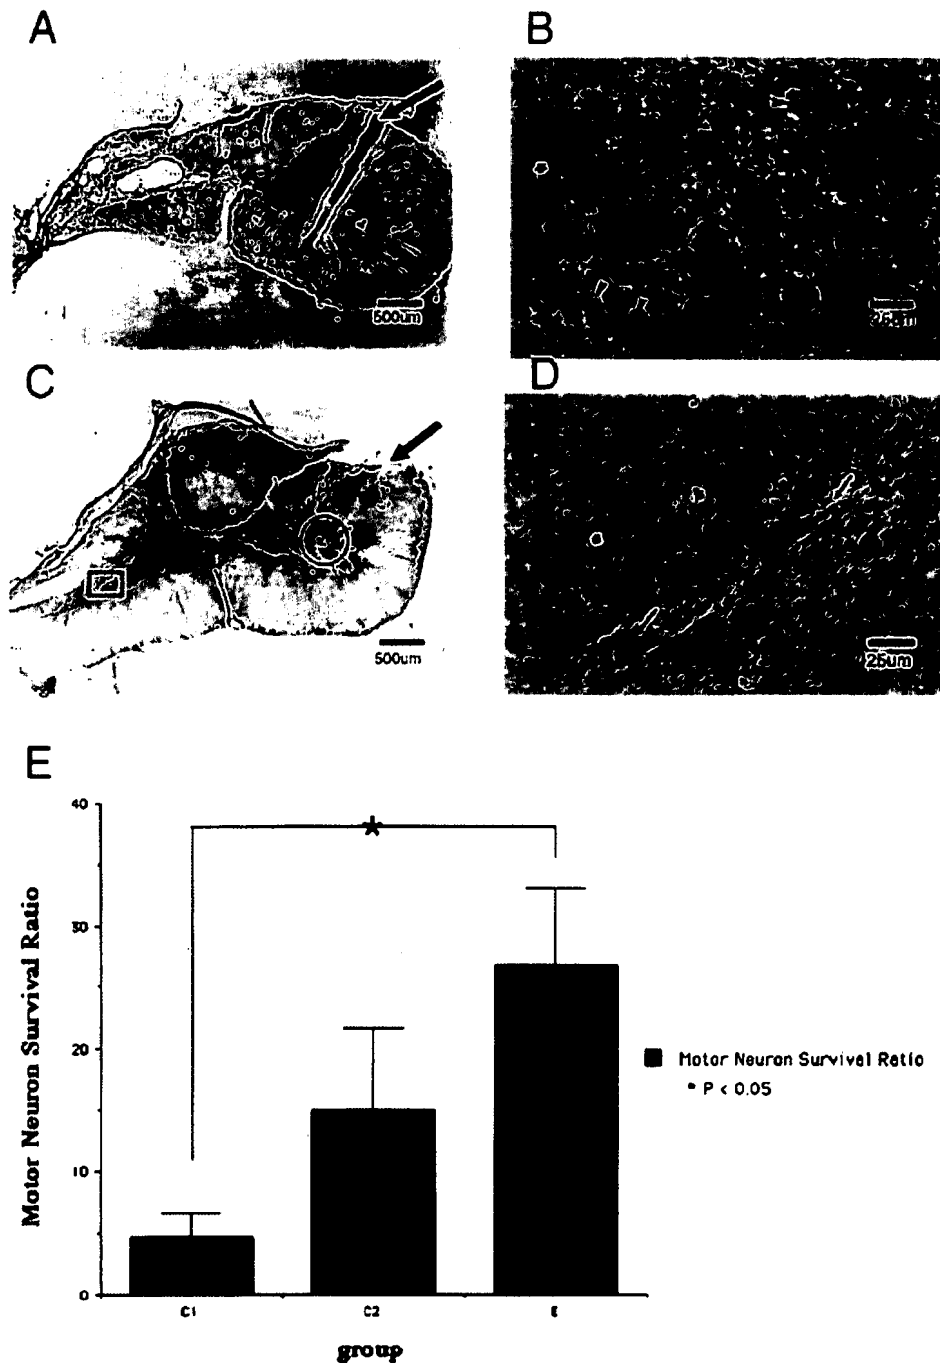 A
B
500um
25um
C
D
500um
25um
E
Motor Neuron Survival Ratio
40
30
20
10
0
*
C1
C2
E
group
Motor Neuron Survival Ratio
* P < 0.05